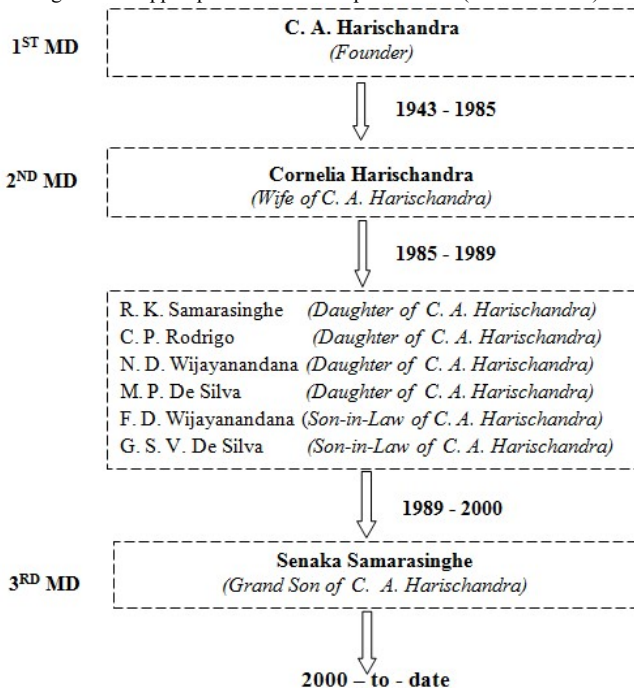 C. A. Harischandra
1ST MD
(Founder)
1943 - 1985
2ND MD
Cornelia Harischandra
(Wife of C. A. Harischandra)
1985 - 1989
R. K. Samarasinghe (Daughter of C. A. Harischandra)
C. P. Rodrigo (Daughter of C. A. Harischandra)
N. D. Wijayanandana (Daughter of C. A. Harischandra)
M. P. De Silva (Daughter of C. A. Harischandra)
F. D. Wijayanandana (Son-in-Law of C. A. Harischandra)
G. S. V. De Silva (Son-in-Law of C. A. Harischandra)
1989 - 2000
Senaka Samarasinghe
3RD MD
(Grand Son of C. A. Harischandra)
2000 – to - date